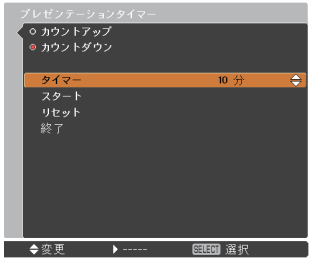 プレゼンテーションタイマー
カウントアップ
カウントダウン
タイマー 10 分
スタート
リセット
終了
変更 ----- SELECT 選択